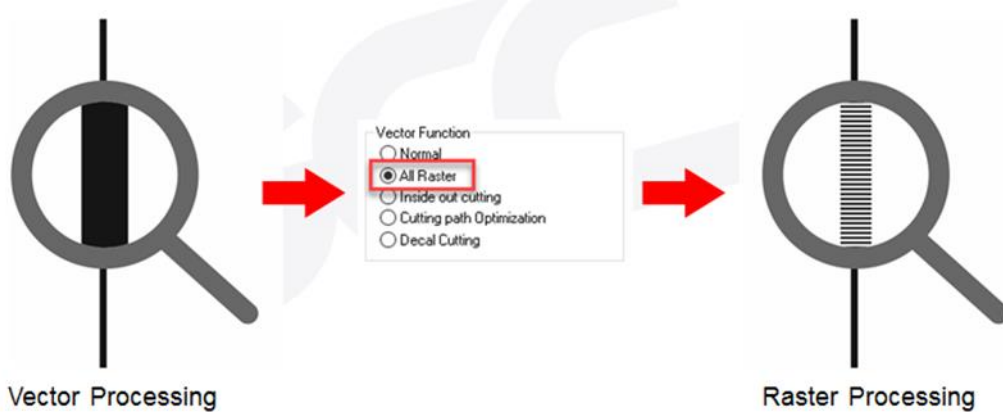 Vector Function
Normal
All Raster
Inside out cutting
Cutting path Optimization
Decal Cutting
Vector Processing
Raster Processing